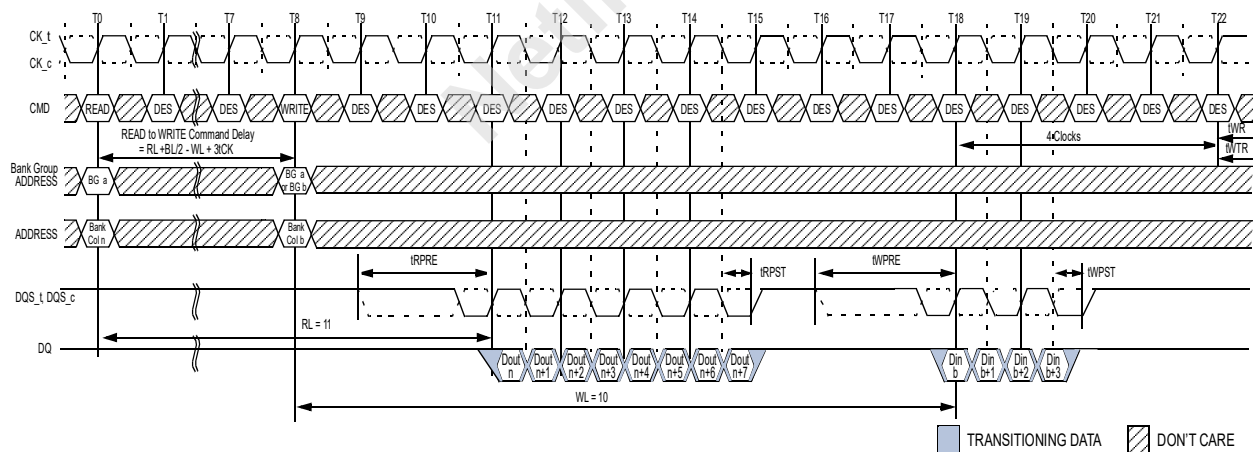 T0 T1 T7 T8 T9 T10 T11 T12 T13 T14 T15 T16 T17 T18 T19 T20 T21 T22
CK_t
CK_c
CMD READ DES DES WRITE DES DES DES DES DES DES DES DES DES DES DES DES DES DES
READ to WRITE Command Delay
= RL +BL/2 - WL + 3tCK
4 Clocks
tWR
tWTR
Bank Group
ADDRESS
BG a
BG a
or BG b
ADDRESS
Bank
Col n
Bank
Col b
tRPRE tRPST tWPRE tWPST
DQS_t, DQS_c
RL = 11
DQ
Dout Dout Dout Dout Dout Dout Dout Dout Din Din Din Din
n n+1 n+2 n+3 n+4 n+5 n+6 n+7 b b+1 b+2 b+3
WL = 10
TRANSITIONING DATA DON'T CARE